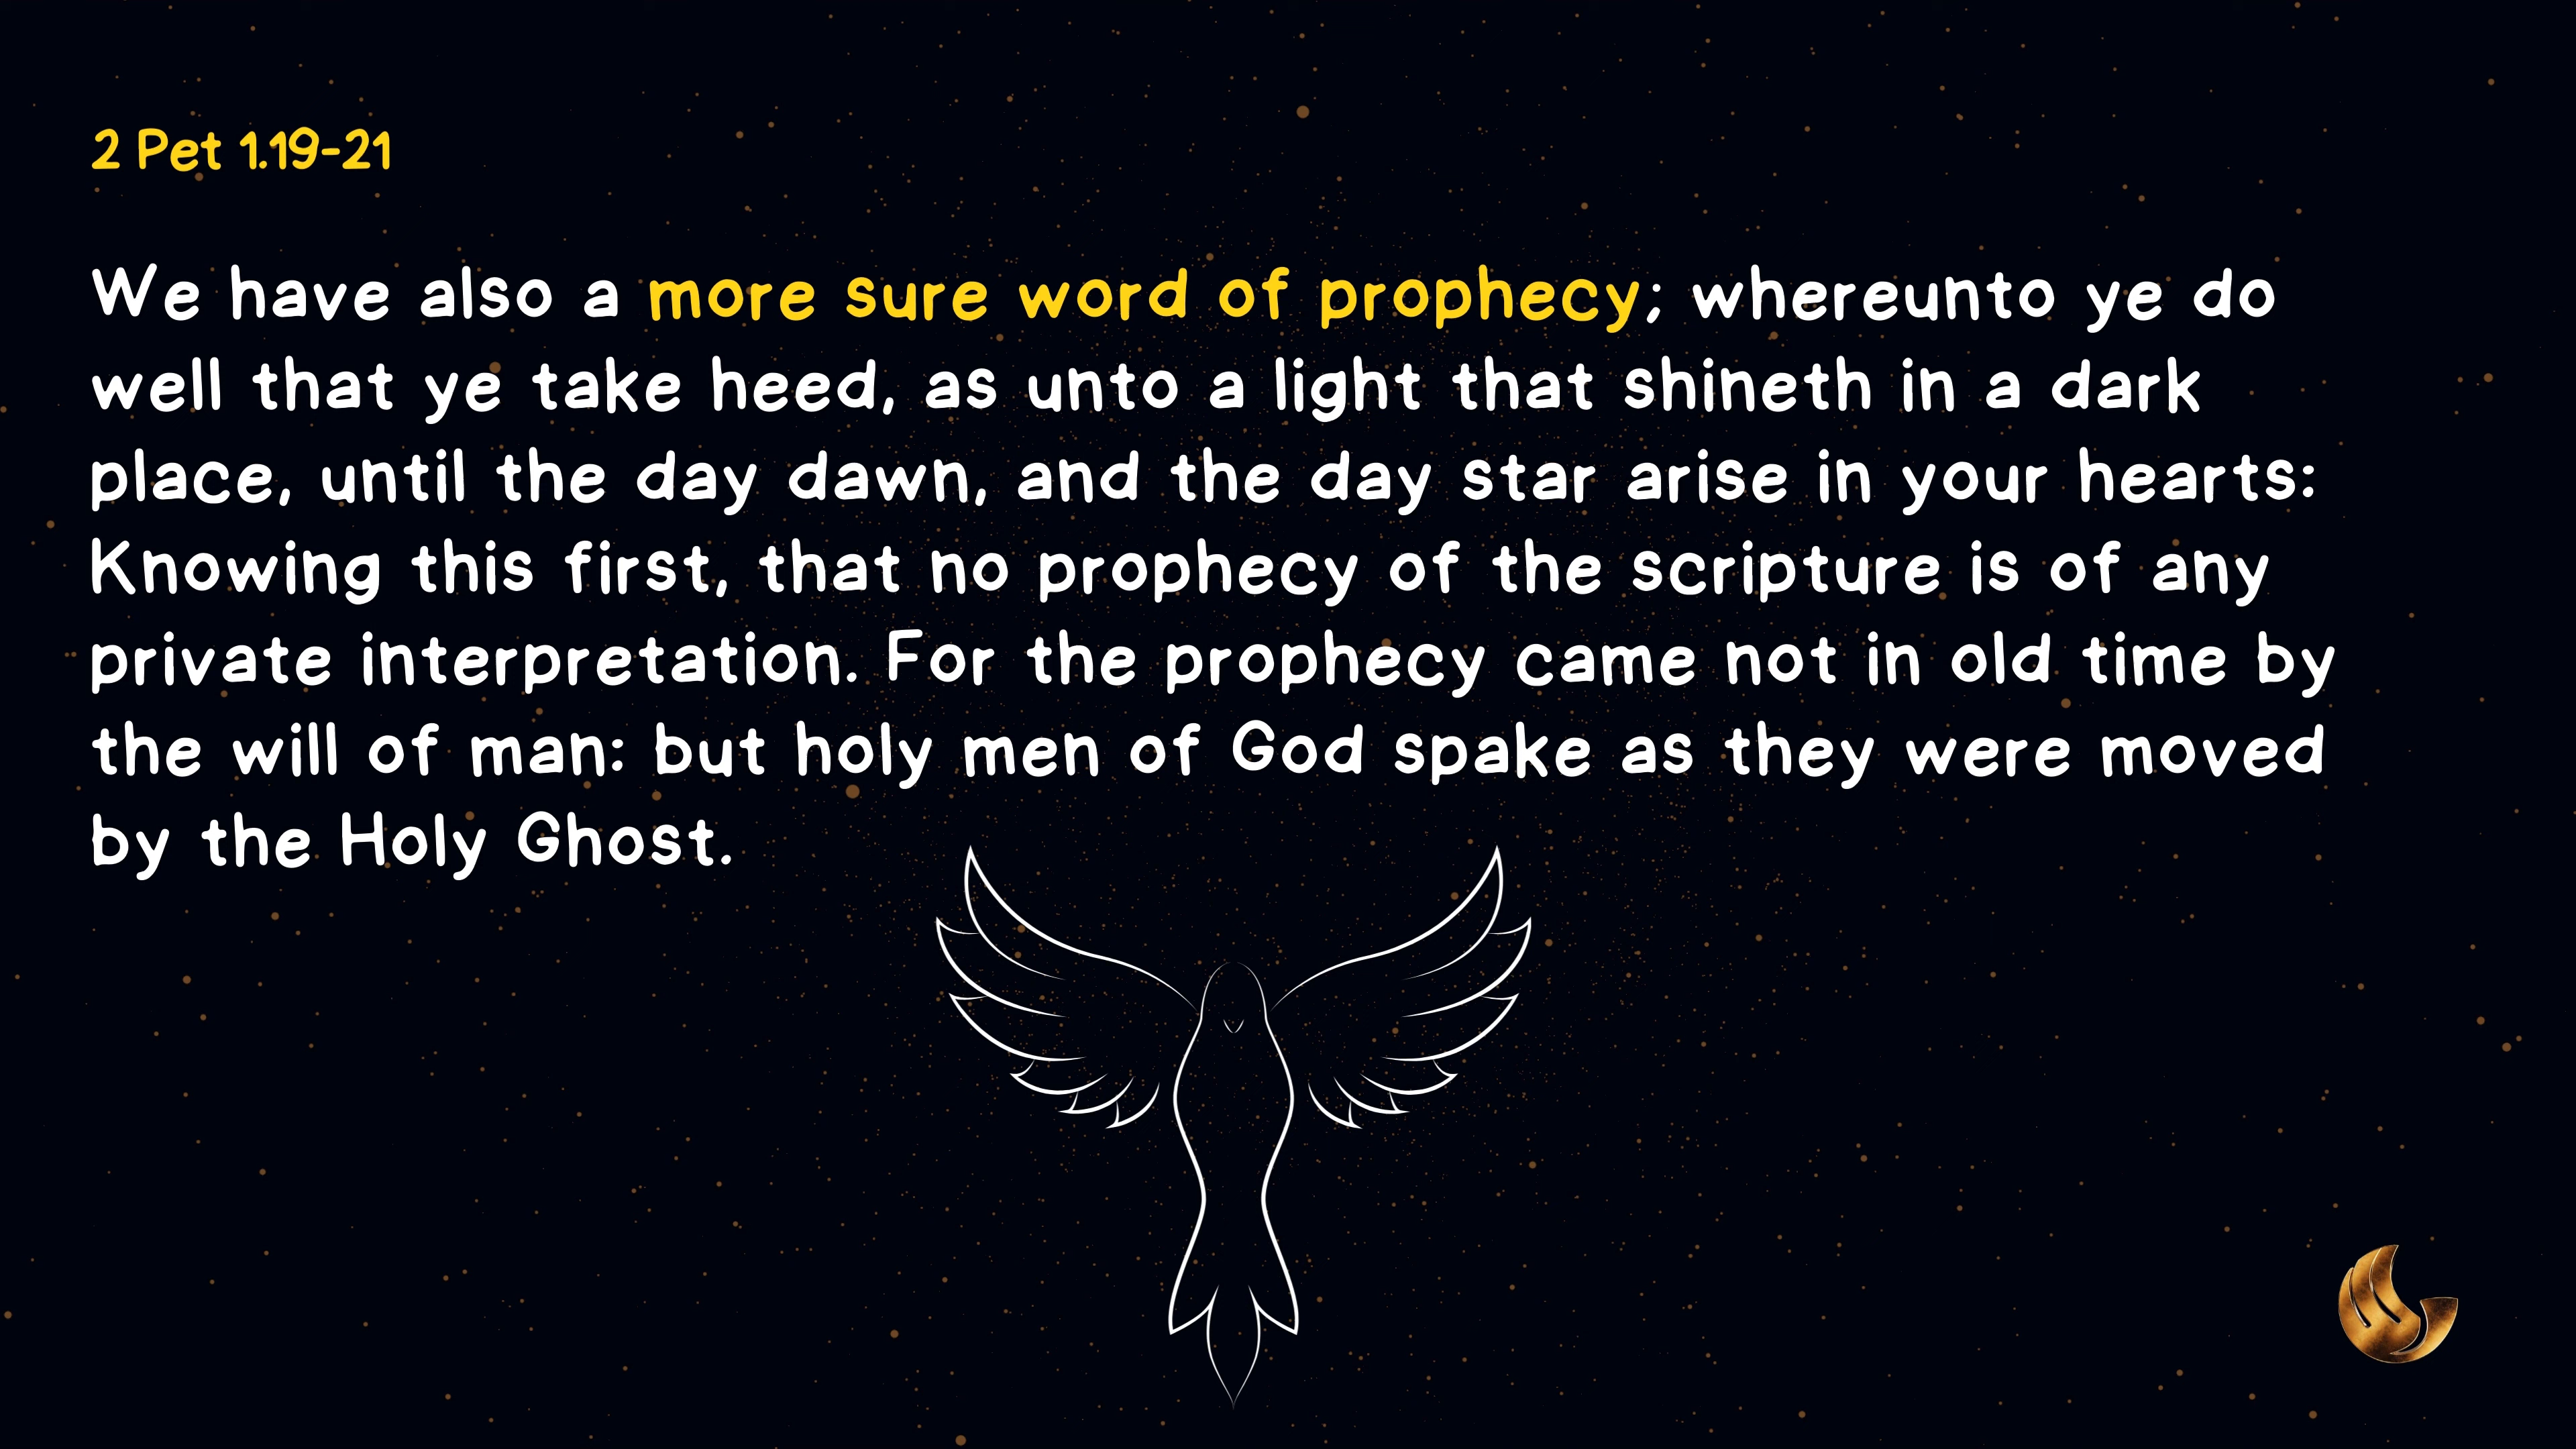 2 Pet 1.19-21
We have also a more sure word of prophecy; whereunto ye do
well that ye take heed, as unto a light that shineth in a dark
place, until the day dawn, and the day star arise in your hearts:
Knowing this first, that no prophecy of the scripture is of any
private interpretation. For the prophecy came not in old time by
the will of man: but holy men of God spake as they were moved
by the Holy Ghost.